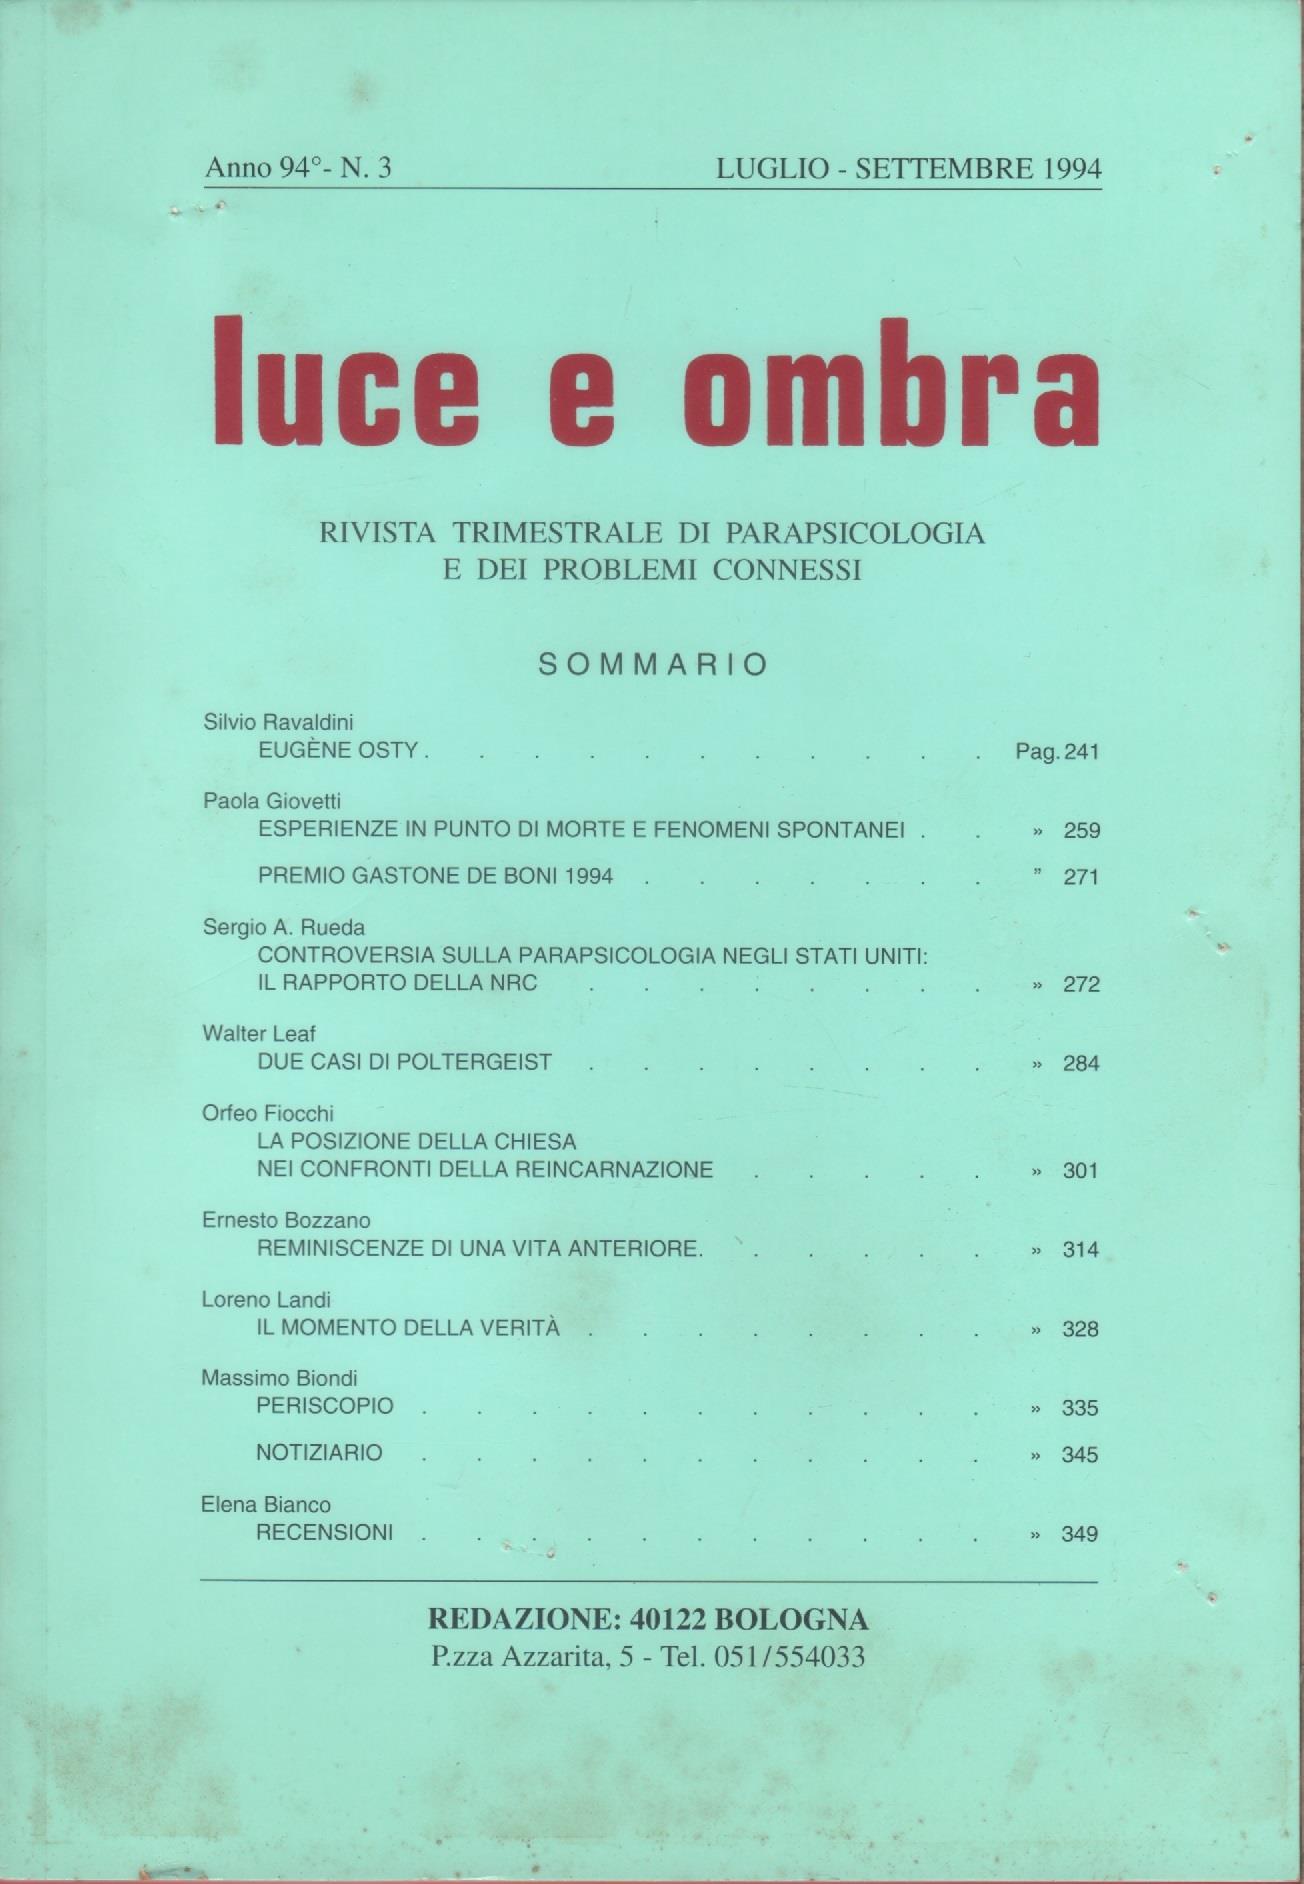 Anno 94°- N. 3 LUGLIO - SETTEMBRE 1994
luce e ombra
RIVISTA TRIMESTRALE DI PARAPSICOLOGIA
E DEI PROBLEMI CONNESSI
SOMMARIO
Silvio Ravaldini
EUGÈNE OSTY . . . . . . . . . . . Pag. 241
Paola Giovetti
ESPERIENZE IN PUNTO DI MORTE E FENOMENI SPONTANEI . . » 259
PREMIO GASTONE DE BONI 1994 . . . . . . . ” 271
Sergio A. Rueda
CONTROVERSIA SULLA PARAPSICOLOGIA NEGLI STATI UNITI:
IL RAPPORTO DELLA NRC . . . . . . . . » 272
Walter Leaf
DUE CASI DI POLTERGEIST . . . . . . . . » 284
Orfeo Fiocchi
LA POSIZIONE DELLA CHIESA
NEI CONFRONTI DELLA REINCARNAZIONE . . . . . » 301
Ernesto Bozzano
REMINISCENZE DI UNA VITA ANTERIORE. . . . . . » 314
Loreno Landi
IL MOMENTO DELLA VERITÀ . . . . . . . . » 328
Massimo Biondi
PERISCOPIO . . . . . . . . . . . » 335
NOTIZIARIO . . . . . . . . . . . » 345
Elena Bianco
RECENSIONI . . . . . . . . . . . » 349
REDAZIONE: 40122 BOLOGNA
P.zza Azzarita, 5 - Tel. 051/554033